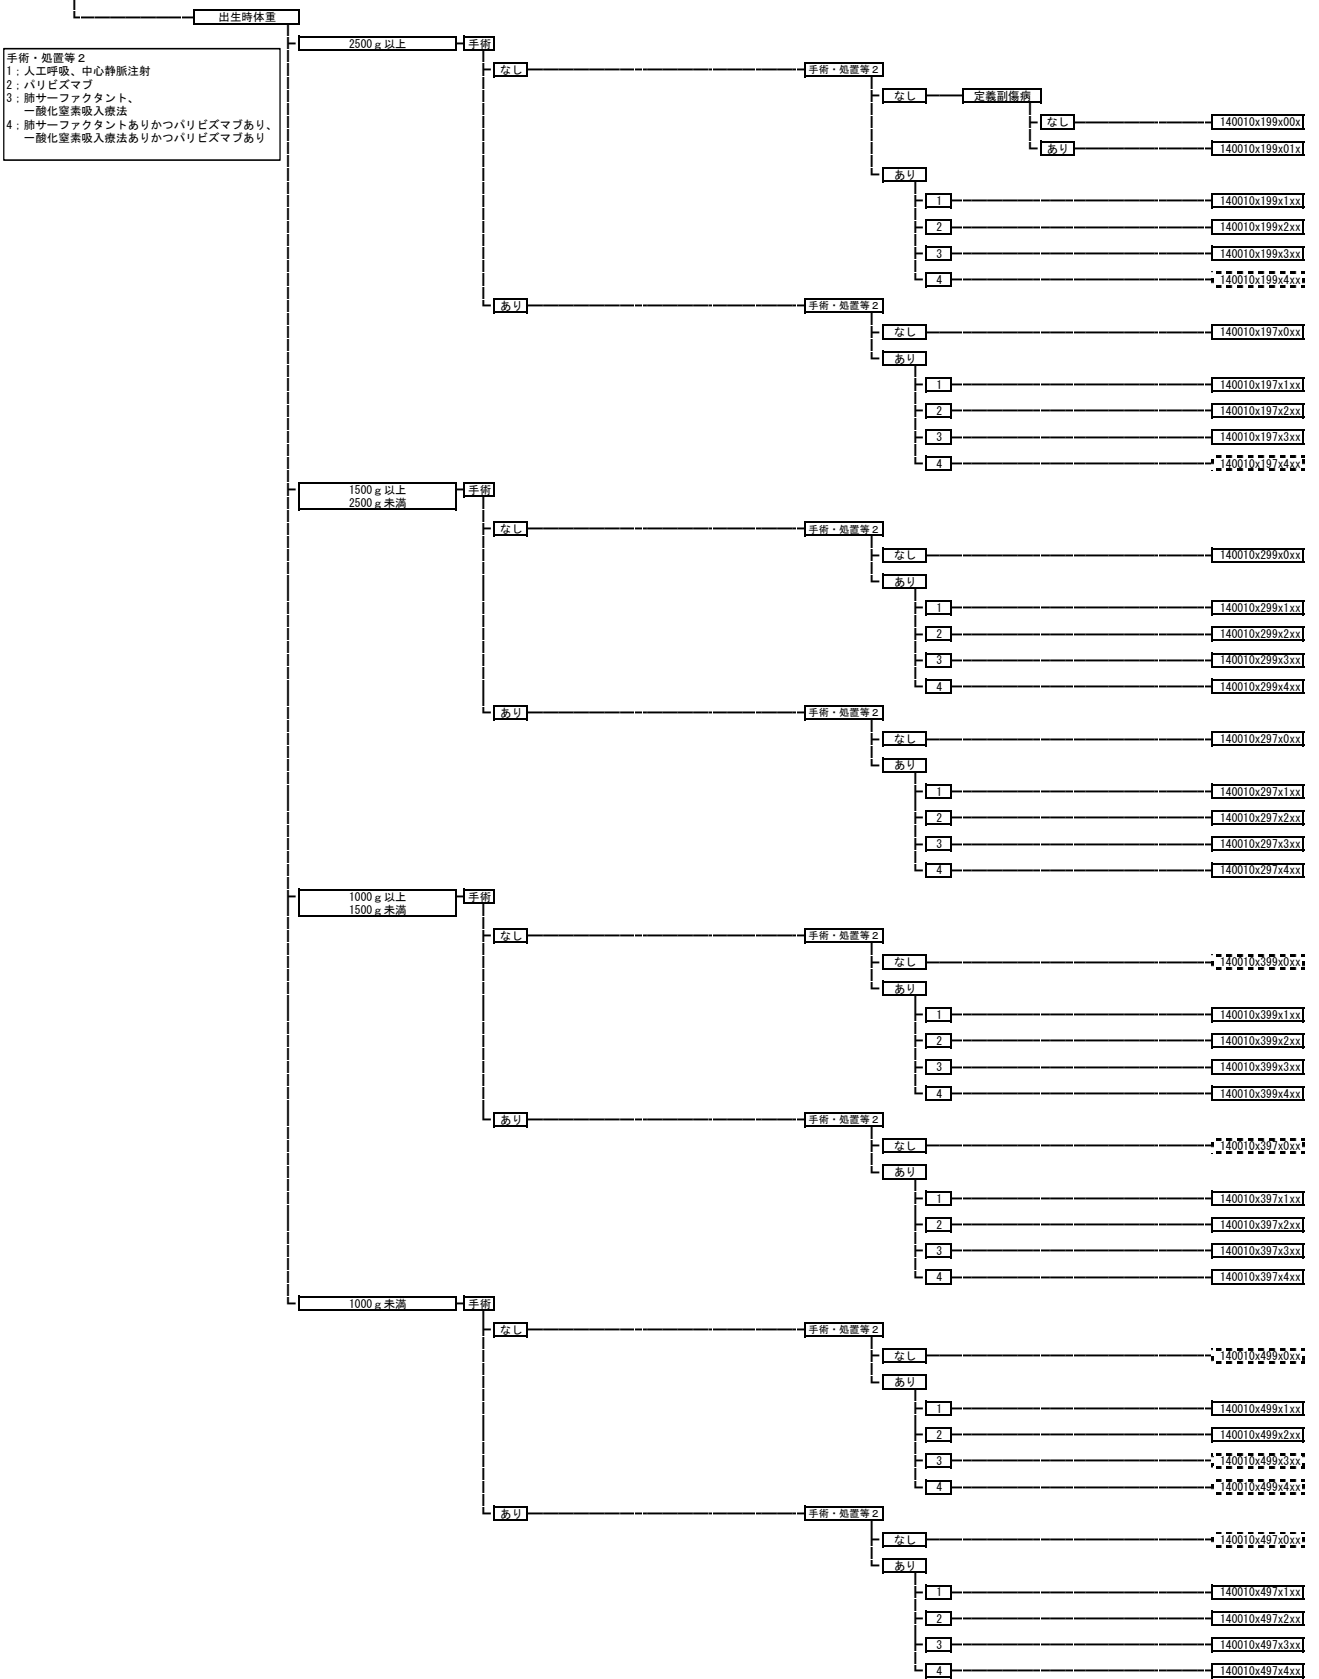 出生時体重
2500ｇ以上
手術
手術・処置等２
1；人工呼吸、中心静脈注射
2；パリビズマブ
3；肺サーファクタント、
一酸化窒素吸入療法
4；肺サーファクタントありかつパリビズマブあり、
一酸化窒素吸入療法ありかつパリビズマブあり
なし
手術・処置等２
なし
定義副傷病
なし
140010x199x00x
あり
140010x199x01x
あり
1
140010x199x1xx
2
140010x199x2xx
3
140010x199x3xx
4
140010x199x4xx
あり
手術・処置等２
なし
140010x197x0xx
あり
1
140010x197x1xx
2
140010x197x2xx
3
140010x197x3xx
4
140010x197x4xx
1500ｇ以上
2500ｇ未満
手術
なし
手術・処置等２
なし
140010x299x0xx
あり
1
140010x299x1xx
2
140010x299x2xx
3
140010x299x3xx
4
140010x299x4xx
あり
手術・処置等２
なし
140010x297x0xx
あり
1
140010x297x1xx
2
140010x297x2xx
3
140010x297x3xx
4
140010x297x4xx
1000ｇ以上
1500ｇ未満
手術
なし
手術・処置等２
なし
140010x399x0xx
あり
1
140010x399x1xx
2
140010x399x2xx
3
140010x399x3xx
4
140010x399x4xx
あり
手術・処置等２
なし
140010x397x0xx
あり
1
140010x397x1xx
2
140010x397x2xx
3
140010x397x3xx
4
140010x397x4xx
1000ｇ未満
手術
なし
手術・処置等２
なし
140010x499x0xx
あり
1
140010x499x1xx
2
140010x499x2xx
3
140010x499x3xx
4
140010x499x4xx
あり
手術・処置等２
なし
140010x497x0xx
あり
1
140010x497x1xx
2
140010x497x2xx
3
140010x497x3xx
4
140010x497x4xx